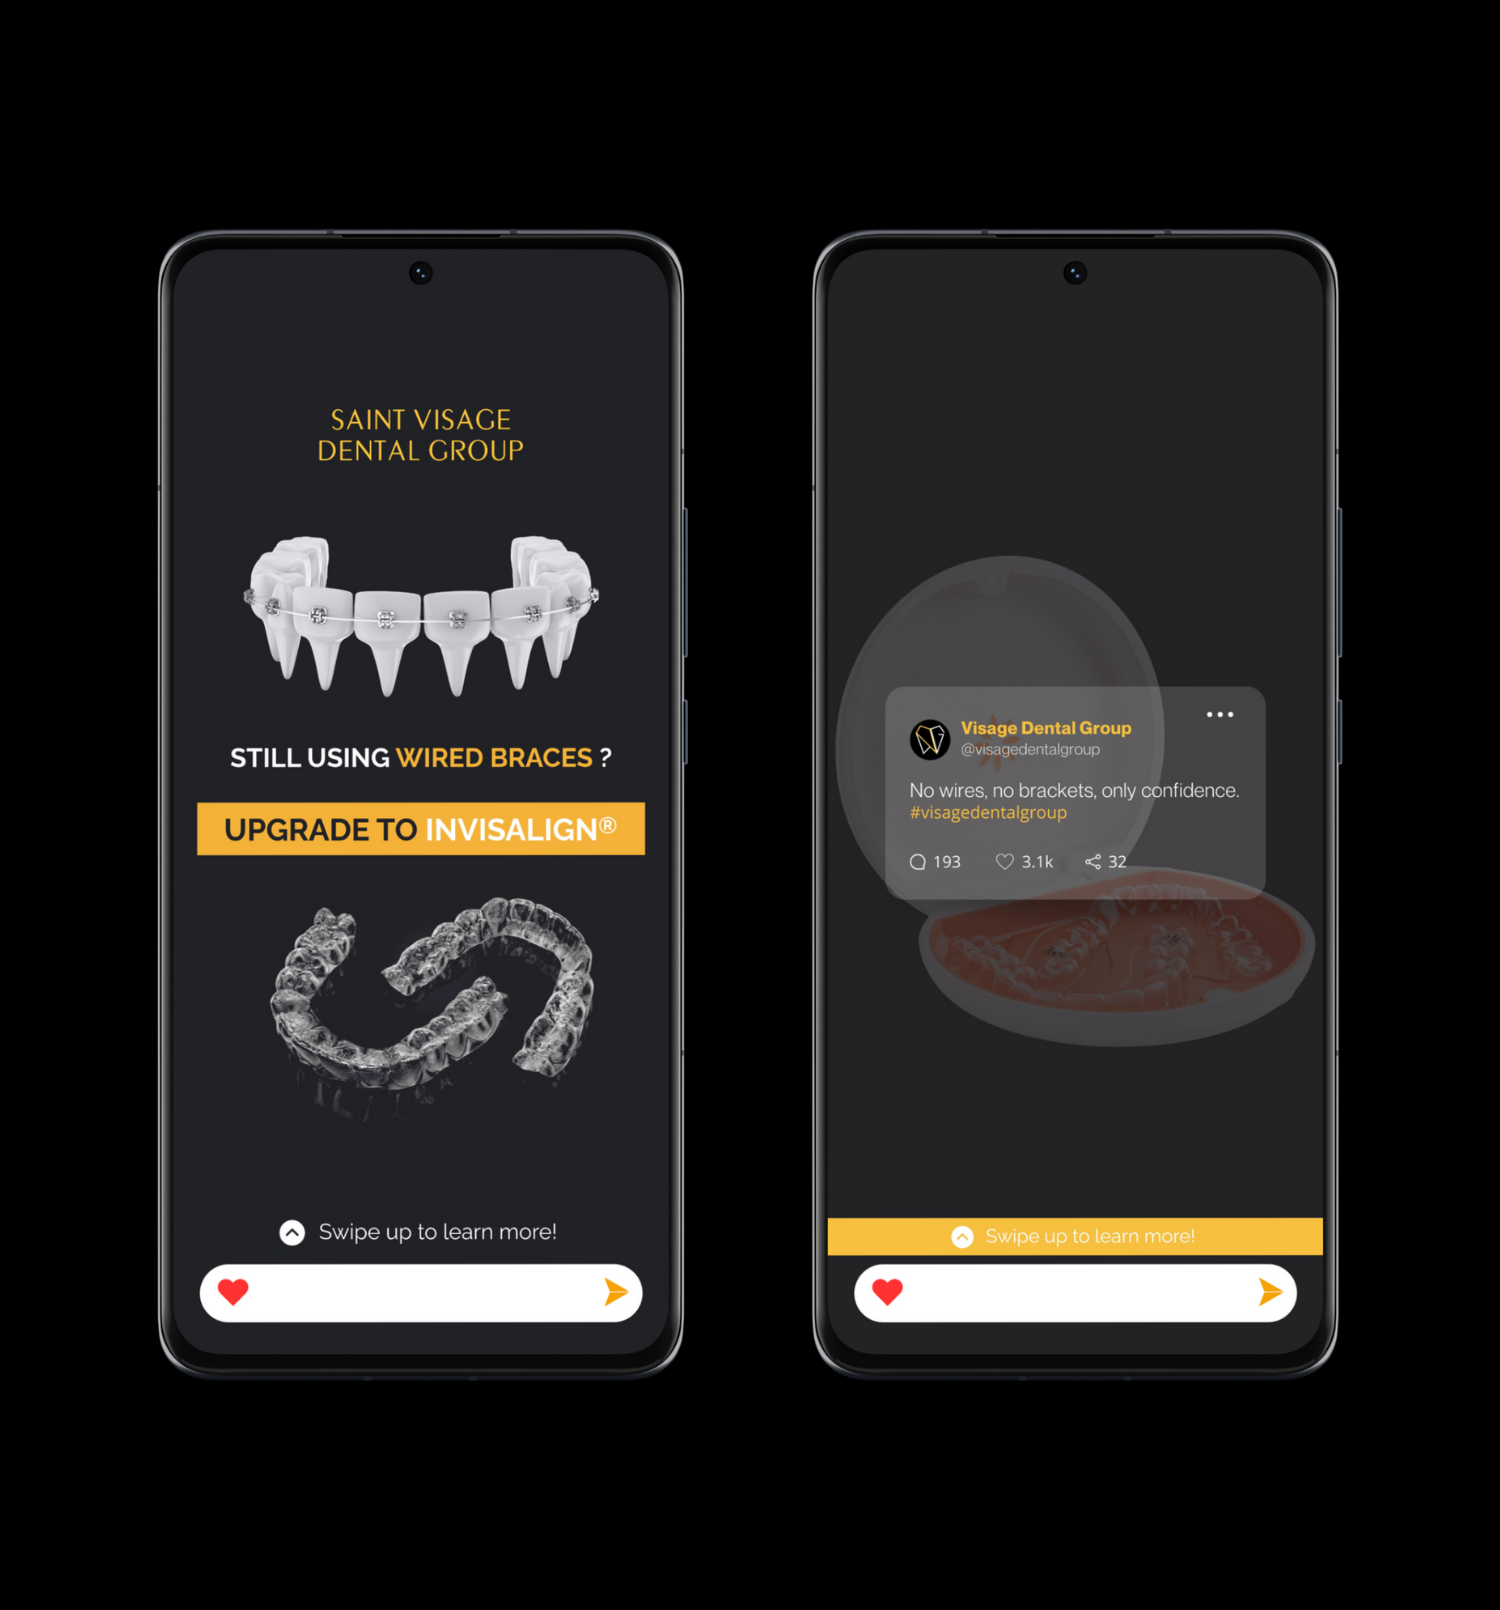 SAINT VISAGE
DENTAL GROUP
STILL USING WIRED BRACES ?
UPGRADE TO INVISALIGN®
Swipe up to learn more!
Visage Dental Group
@visagedentalgroup
No wires, no brackets, only confidence.
#visagedentalgroup
193 3.1k 32
Swipe up to learn more!